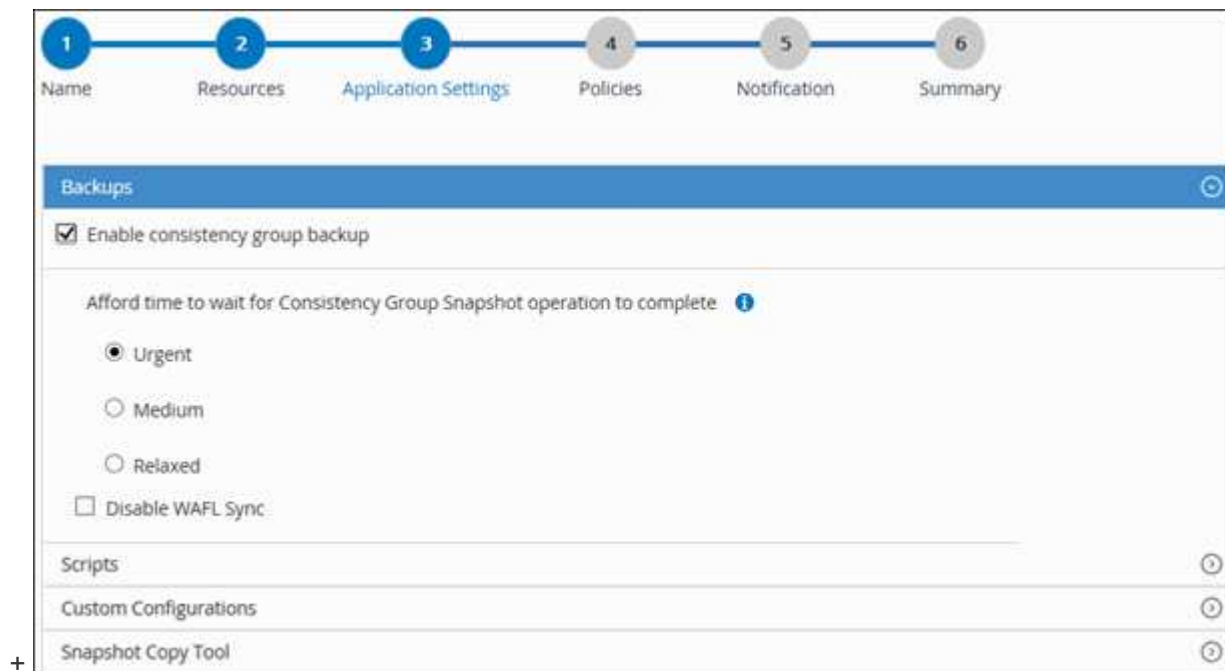 1 2 3 4 5 6
Name Resources Application Settings Policies Notification Summary
Backups
Enable consistency group backup
Afford time to wait for Consistency Group Snapshot operation to complete
Urgent
Medium
Relaxed
Disable WAFL Sync
Scripts
Custom Configurations
Snapshot Copy Tool
+